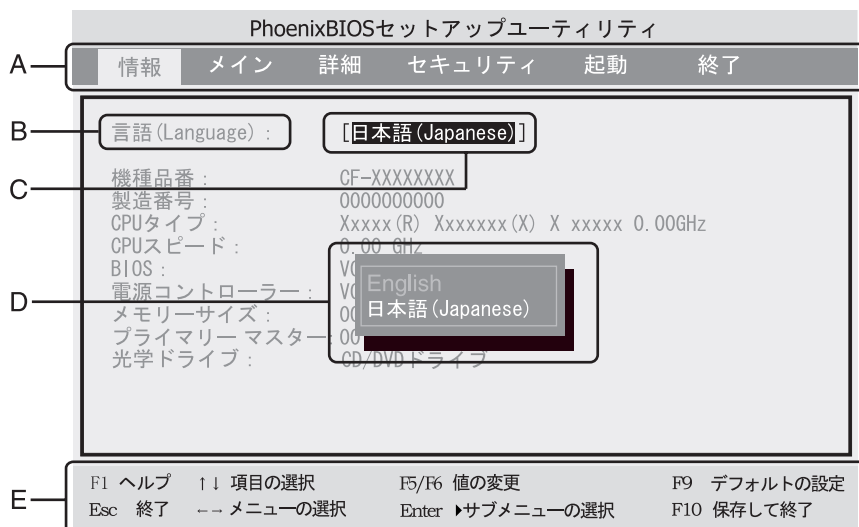 PhoenixBIOSセットアップユーティリティ
A
情報 メイン 詳細 セキュリティ 起動 終了
B
言語(Language) : [日本語(Japanese)]
C
機種品番 : CF-XXXXXXXX
製造番号 : 0000000000
CPUタイプ : Xxxxx(R) Xxxxxxx(X) X xxxxx 0.00GHz
CPUスピード : 0.00 GHz
BIOS :
電源コントローラー :
メモリーサイズ :
プライマリー マスター: 00
光学ドライブ : CD/DVDドライブ
D
English
日本語(Japanese)
E
F1 ヘルプ ↑↓ 項目の選択 F5/F6 値の変更 F9 デフォルトの設定
Esc 終了 ←→ メニューの選択 Enter ▶サブメニューの選択 F10 保存して終了